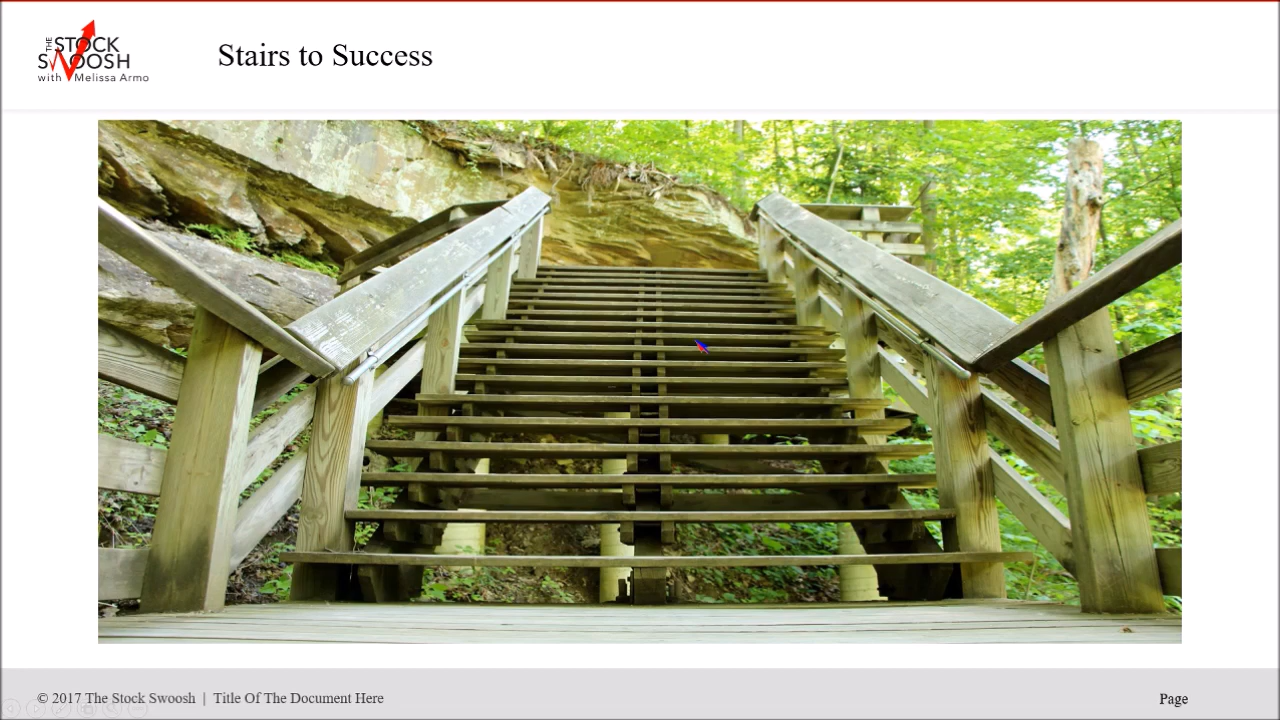 THE STOCK
SWOOSH
with Melissa Armo
Stairs to Success
© 2017 The Stock Swoosh | Title Of The Document Here
Page